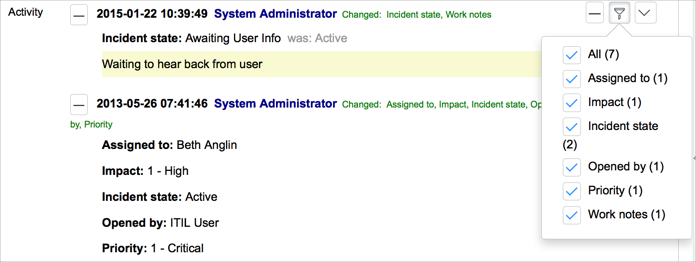 Activity
2015-01-22 10:39:49 System Administrator Changed: Incident state, Work notes
Incident state: Awaiting User Info was: Active
Waiting to hear back from user
2013-05-26 07:41:46 System Administrator Changed: Assigned to, Impact, Incident state,
by, Priority
Assigned to: Beth Anglin
Impact: 1 - High
Incident state: Active
Opened by: ITIL User
Priority: 1 - Critical
All (7)
Assigned to (1)
Impact (1)
Incident state
(2)
Opened by (1)
Priority (1)
Work notes (1)